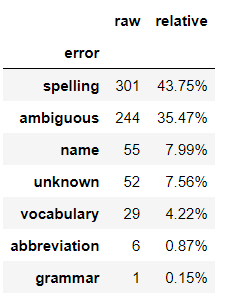 raw relative
error
spelling 301 43.75%
ambiguous 244 35.47%
name 55 7.99%
unknown 52 7.56%
vocabulary 29 4.22%
abbreviation 6 0.87%
grammar 1 0.15%